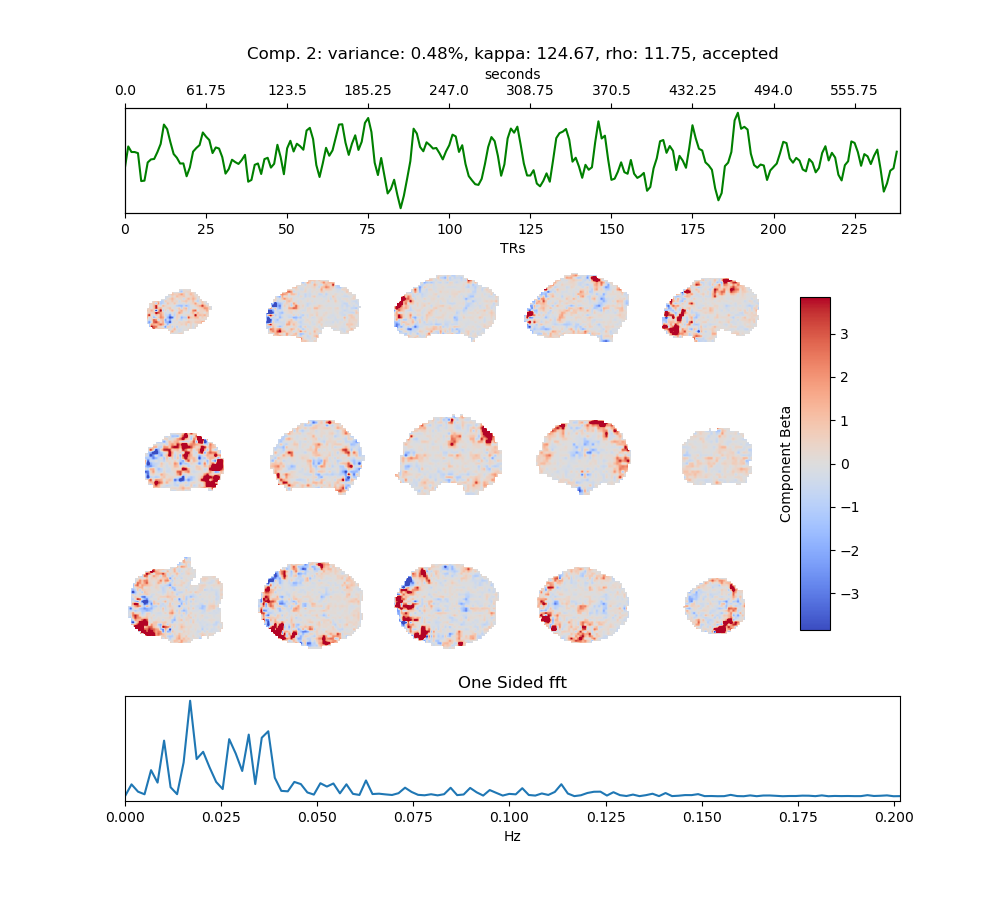 Comp. 2: variance: 0.48%, kappa: 124.67, rho: 11.75, accepted
seconds
0.0 61.75 123.5 185.25 247.0 308.75 370.5 432.25 494.0 555.75
0 25 50 75 100 125 150 175 200 225
TRs
3
2
1
0
−1
−2
−3
Component Beta
One Sided fft
0.000 0.025 0.050 0.075 0.100 0.125 0.150 0.175 0.200
Hz